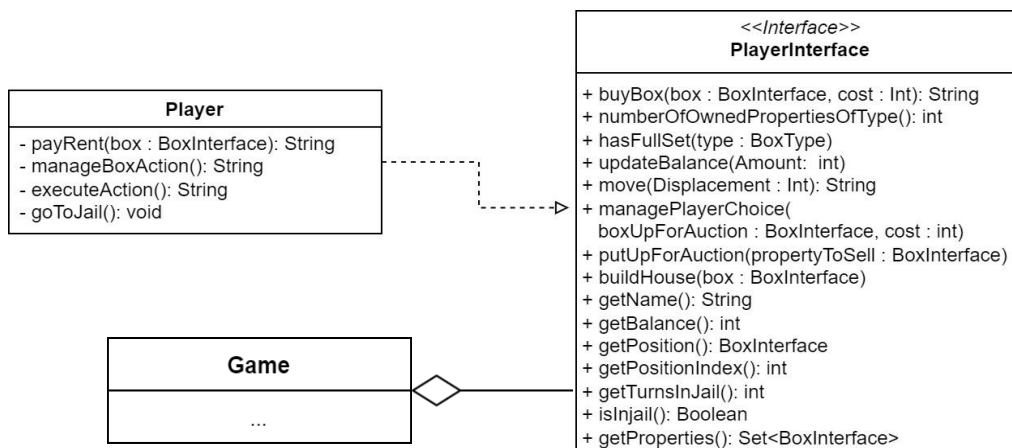 <<Interface>>
PlayerInterface
+ buyBox(box : BoxInterface, cost : Int): String
+ numberOfOwnedPropertiesOfType(): int
+ hasFullSet(type : BoxType)
+ updateBalance(Amount:  int)
+ move(Displacement : Int): String
+ managePlayerChoice(
boxUpForAuction : BoxInterface, cost : int)
+ putUpForAuction(propertyToSell : BoxInterface)
+ buildHouse(box : BoxInterface)
+ getName(): String
+ getBalance(): int
+ getPosition(): BoxInterface
+ getPositionIndex(): int
+ getTurnsInJail(): int
+ isInjail(): Boolean
+ getProperties(): Set<BoxInterface>
Player
- payRent(box : BoxInterface): String
- manageBoxAction(): String
- executeAction(): String
- goToJail(): void
Game
...